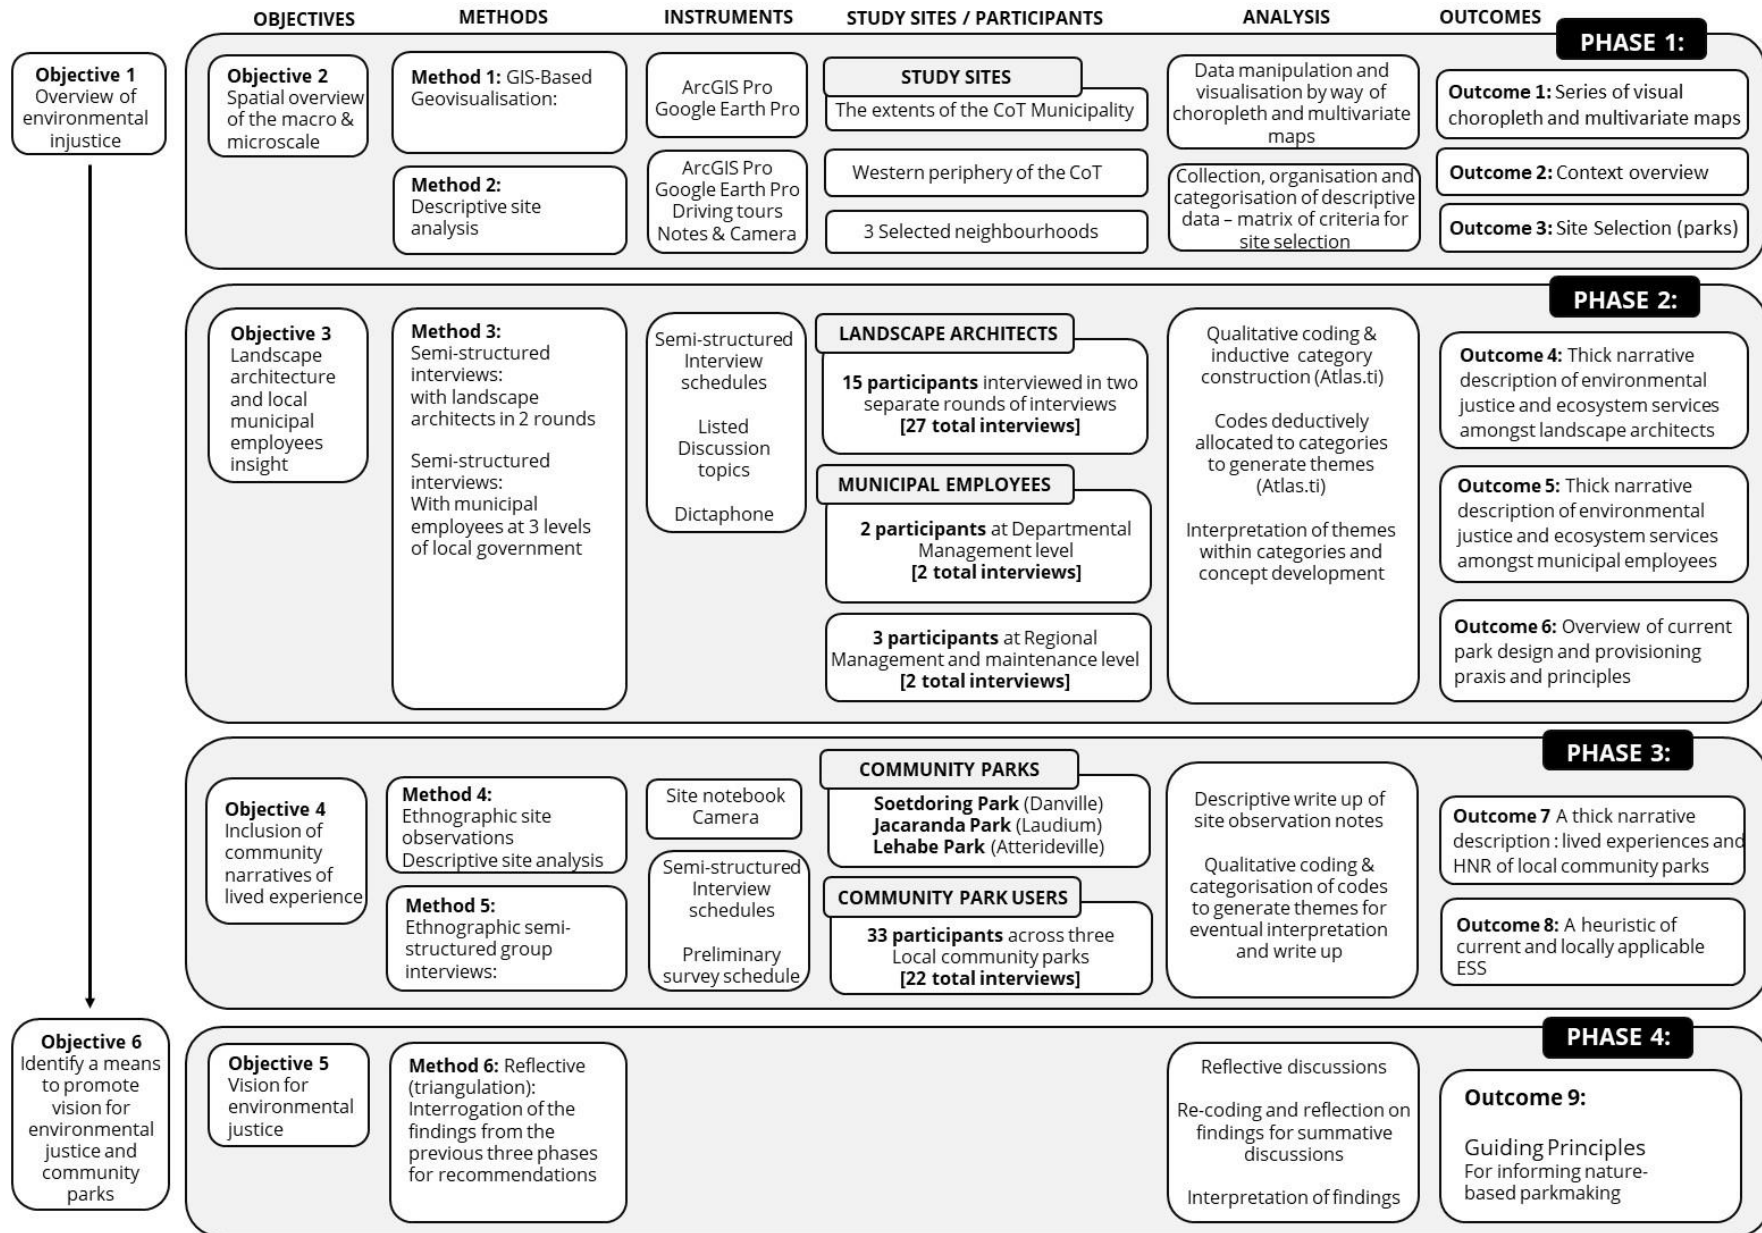 OBJECTIVES
METHODS
INSTRUMENTS
STUDY SITES / PARTICIPANTS
ANALYSIS
OUTCOMES
Objective 1
Overview of
environmental
injustice
PHASE 1:
Objective 2
Spatial overview
of the macro &
microscale
Method 1: GIS-Based
Geovisualisation:
Method 2:
Descriptive site
analysis
ArcGIS Pro
Google Earth Pro
ArcGIS Pro
Google Earth Pro
Driving tours
Notes & Camera
STUDY SITES
The extents of the CoT Municipality
Western periphery of the CoT
3 Selected neighbourhoods
Data manipulation and
visualisation by way of
choropleth and multivariate
maps
Collection, organisation and
categorisation of descriptive
data – matrix of criteria for
site selection
Outcome 1: Series of visual
choropleth and multivariate maps
Outcome 2: Context overview
Outcome 3: Site Selection (parks)
PHASE 2:
Objective 3
Landscape
architecture
and local
municipal
employees
insight
Method 3:
Semi-structured
interviews:
with landscape
architects in 2 rounds
Semi-structured
interviews:
With municipal
employees at 3 levels
of local government
Semi-structured
Interview
schedules
Listed
Discussion
topics
Dictaphone
LANDSCAPE ARCHITECTS
15 participants interviewed in two
separate rounds of interviews
[27 total interviews]
MUNICIPAL EMPLOYEES
2 participants at Departmental
Management level
[2 total interviews]
3 participants at Regional
Management and maintenance level
[2 total interviews]
Qualitative coding &
inductive category
construction (Atlas.ti)
Codes deductively
allocated to categories
to generate themes
(Atlas.ti)
Interpretation of themes
within categories and
concept development
Outcome 4: Thick narrative
description of environmental
justice and ecosystem services
amongst landscape architects
Outcome 5: Thick narrative
description of environmental
justice and ecosystem services
amongst municipal employees
Outcome 6: Overview of current
park design and provisioning
praxis and principles
PHASE 3:
Objective 4
Inclusion of
community
narratives of
lived experience
Method 4:
Ethnographic site
observations
Descriptive site analysis
Method 5:
Ethnographic semi-
structured group
interviews:
Site notebook
Camera
Semi-structured
Interview
schedules
Preliminary
survey schedule
COMMUNITY PARKS
Soetdoring Park (Danville)
Jacaranda Park (Laudium)
Lehabe Park (Atterideville)
COMMUNITY PARK USERS
33 participants across three
Local community parks
[22 total interviews]
Descriptive write up of
site observation notes
Qualitative coding &
categorisation of codes
to generate themes for
eventual interpretation
and write up
Outcome 7 A thick narrative
description : lived experiences and
HNR of local community parks
Outcome 8: A heuristic of
current and locally applicable
ESS
Objective 6
Identify a means
to promote
vision for
environmental
justice and
community
parks
PHASE 4:
Objective 5
Vision for
environmental
justice
Method 6: Reflective
(triangulation):
Interrogation of the
findings from the
previous three phases
for recommendations
Reflective discussions
Re-coding and reflection on
findings for summative
discussions
Interpretation of findings
Outcome 9:
Guiding Principles
For informing nature-
based parkmaking